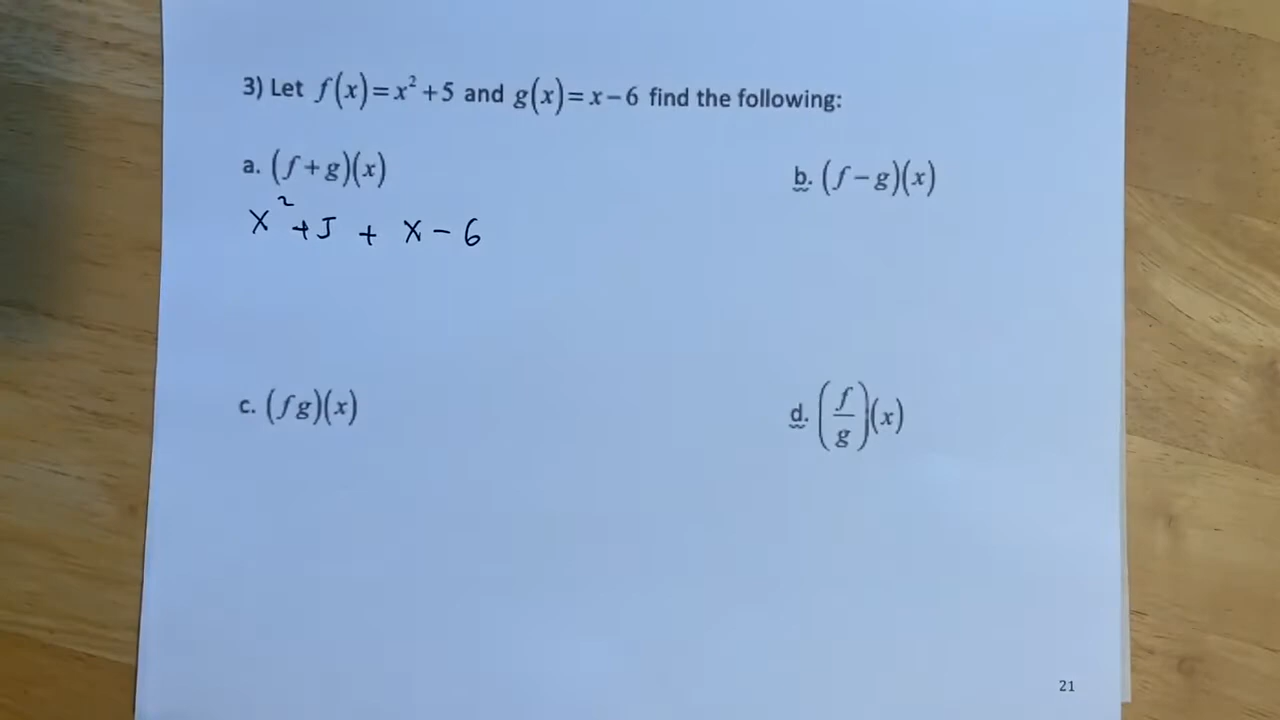 3) Let f(x)=x²+5 and g(x)=x−6 find the following:
a. (f+g)(x)
b. (f−g)(x)
x²+5 + x−6
c. (fg)(x)
d. (f/g)(x)
21